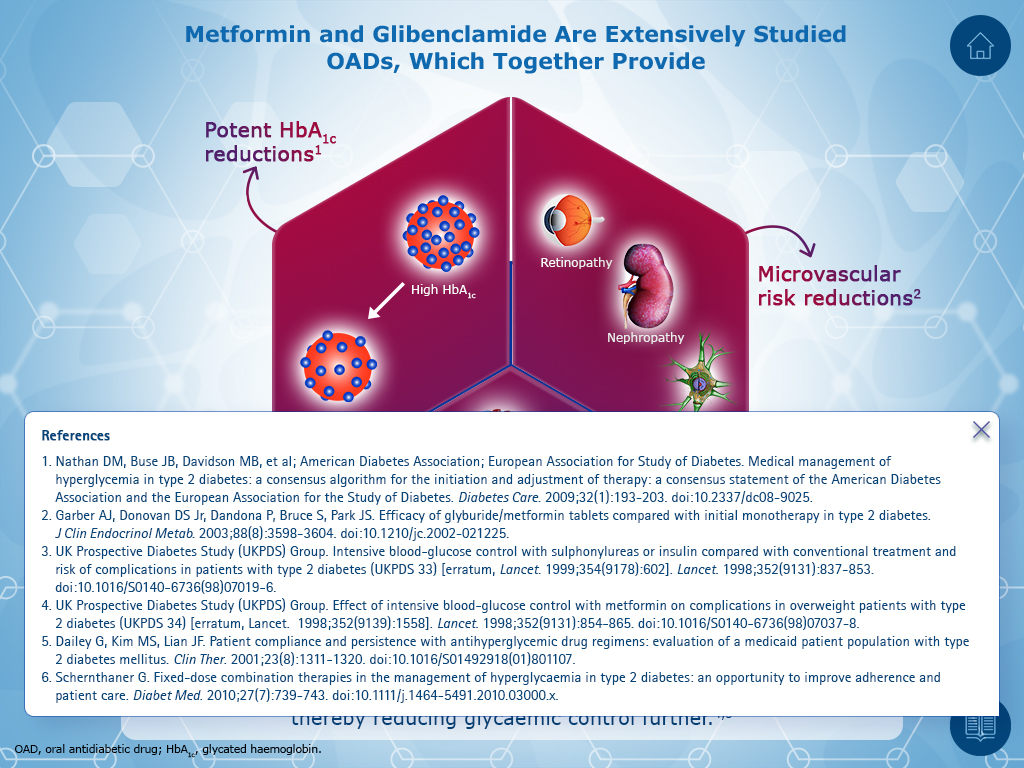 Metformin and Glibenclamide Are Extensively Studied
OADs, Which Together Provide
Potent HbA1c
reductions1
Retinopathy
High HbA1c
Microvascular
risk reductions2
Nephropathy
References
1. Nathan DM, Buse JB, Davidson MB, et al; American Diabetes Association; European Association for Study of Diabetes. Medical management of
hyperglycemia in type 2 diabetes: a consensus algorithm for the initiation and adjustment of therapy: a consensus statement of the American Diabetes
Association and the European Association for the Study of Diabetes. Diabetes Care. 2009;32(1):193-203. doi:10.2337/dc08-9025.
2. Garber AJ, Donovan DS Jr, Dandona P, Bruce S, Park JS. Efficacy of glyburide/metformin tablets compared with initial monotherapy in type 2 diabetes.
J Clin Endocrinol Metab. 2003;88(8):3598-3604. doi:10.1210/jc.2002-021225.
3. UK Prospective Diabetes Study (UKPDS) Group. Intensive blood-glucose control with sulphonylureas or insulin compared with conventional treatment and
risk of complications in patients with type 2 diabetes (UKPDS 33) [erratum, Lancet. 1999;354(9178):602]. Lancet. 1998;352(9131):837-853.
doi:10.1016/S0140-6736(98)07019-6.
4. UK Prospective Diabetes Study (UKPDS) Group. Effect of intensive blood-glucose control with metformin on complications in overweight patients with type
2 diabetes (UKPDS 34) [erratum, Lancet. 1998;352(9139):1558]. Lancet. 1998;352(9131):854-865. doi:10.1016/S0140-6736(98)07037-8.
5. Dailey G, Kim MS, Lian JF. Patient compliance and persistence with antihyperglycemic drug regimens: evaluation of a medicaid patient population with type
2 diabetes mellitus. Clin Ther. 2001;23(8):1311-1320. doi:10.1016/S01492918(01)801107.
6. Schernthaner G. Fixed-dose combination therapies in the management of hyperglycaemia in type 2 diabetes: an opportunity to improve adherence and
patient care. Diabet Med. 2010;27(7):739-743. doi:10.1111/j.1464-5491.2010.03000.x.
thereby reducing glycaemic control further.
OAD, oral antidiabetic drug; HbA1c, glycated haemoglobin.